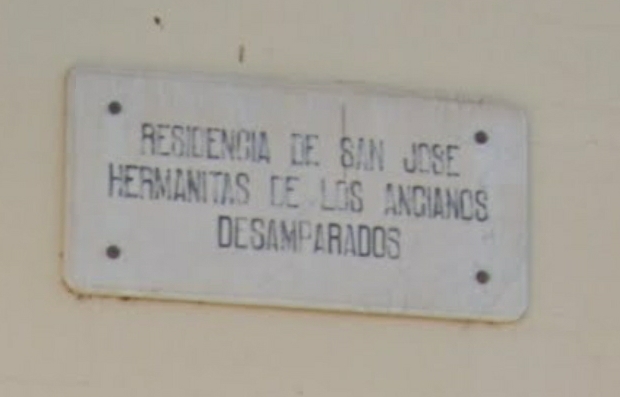 RESIDENCIA DE SAN JOSE
HERMANITAS DE LOS ANCIANOS
DESAMPARADOS